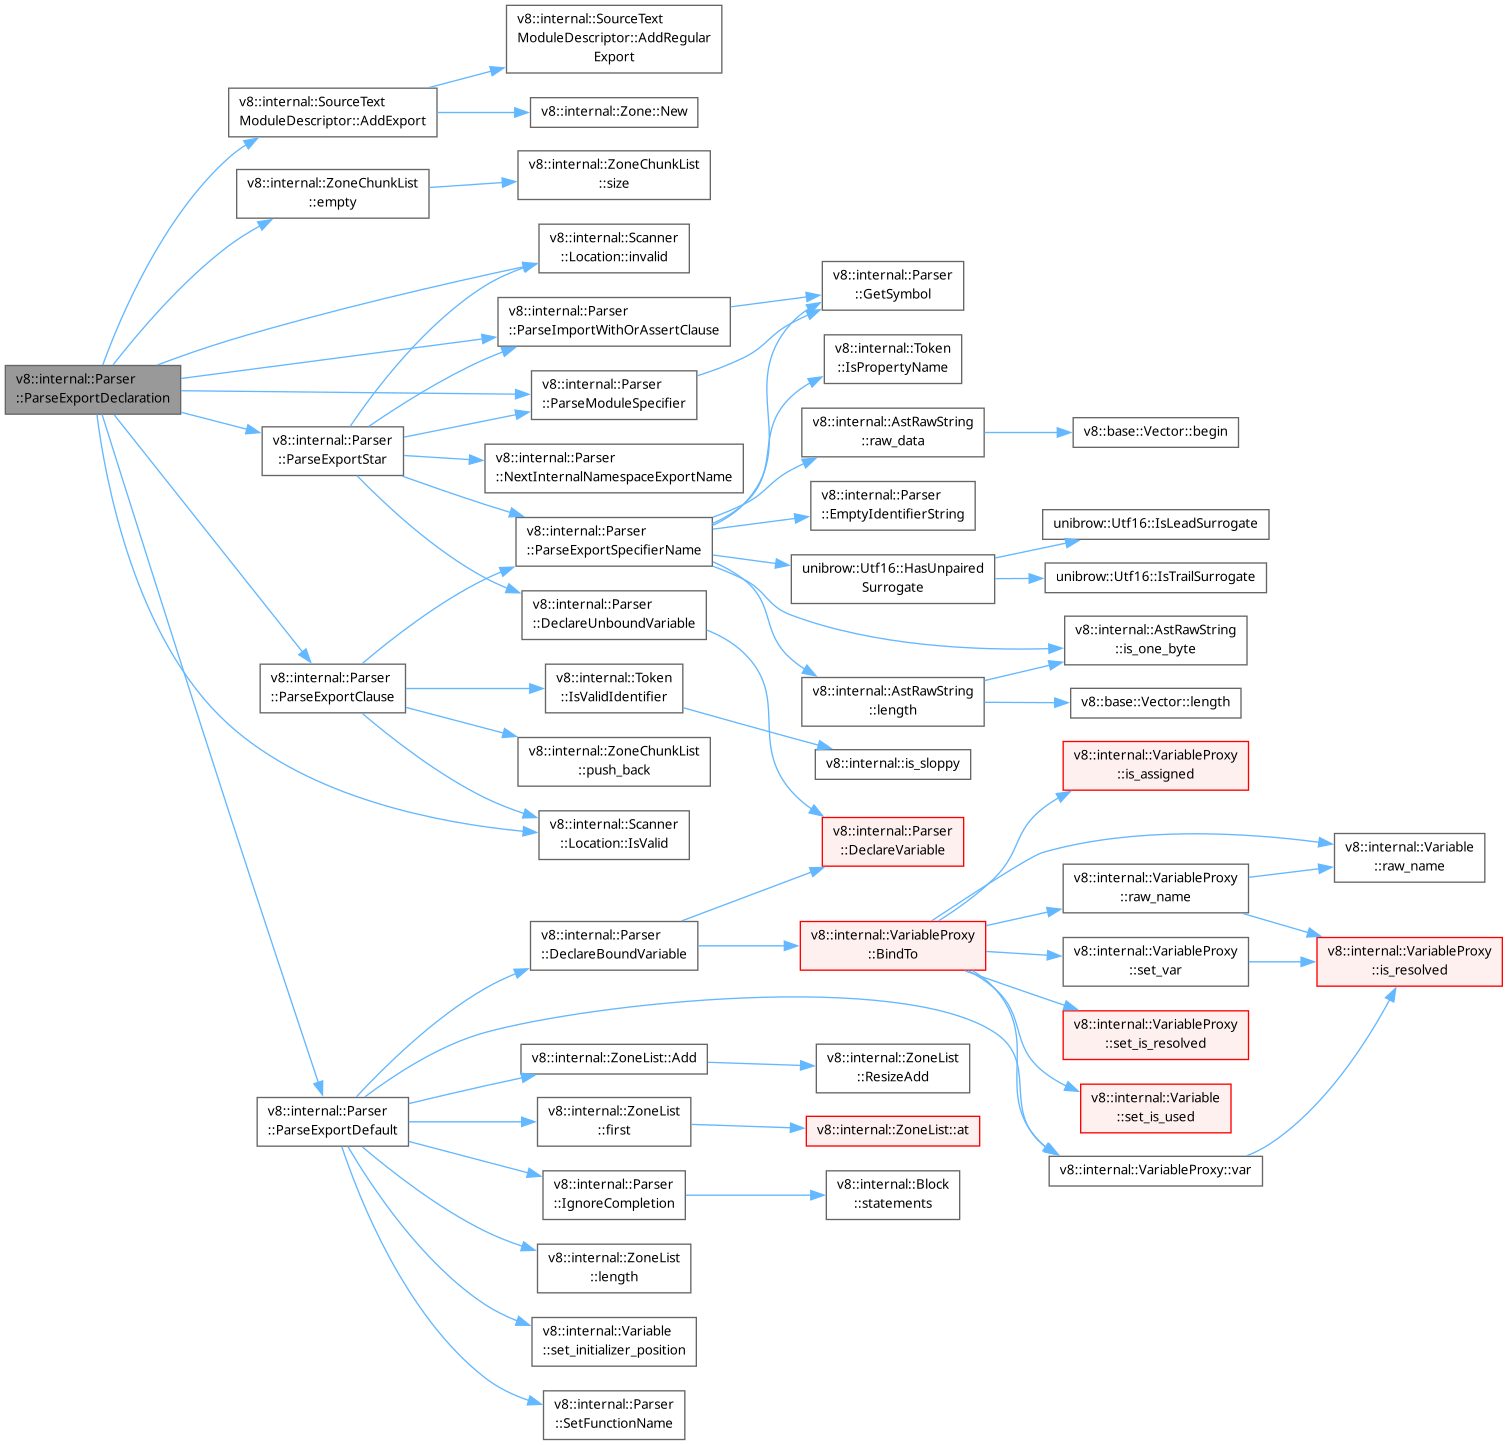 v8::internal::Parser
::ParseExportDeclaration
v8::internal::SourceText
ModuleDescriptor::AddExport
v8::internal::ZoneChunkList
::empty
v8::internal::Parser
::ParseExportStar
v8::internal::Parser
::ParseExportClause
v8::internal::Parser
::ParseExportDefault
v8::internal::SourceText
ModuleDescriptor::AddRegular
Export
v8::internal::Zone::New
v8::internal::ZoneChunkList
::size
v8::internal::Scanner
::Location::invalid
v8::internal::Parser
::ParseImportWithOrAssertClause
v8::internal::Parser
::ParseModuleSpecifier
v8::internal::Parser
::NextInternalNamespaceExportName
v8::internal::Parser
::ParseExportSpecifierName
v8::internal::Parser
::DeclareUnboundVariable
v8::internal::Token
::IsValidIdentifier
v8::internal::ZoneChunkList
::push_back
v8::internal::Scanner
::Location::IsValid
v8::internal::Parser
::DeclareBoundVariable
v8::internal::ZoneList::Add
v8::internal::ZoneList
::first
v8::internal::Parser
::IgnoreCompletion
v8::internal::ZoneList
::length
v8::internal::Variable
::set_initializer_position
v8::internal::Parser
::SetFunctionName
v8::internal::Parser
::GetSymbol
v8::internal::Token
::IsPropertyName
v8::internal::AstRawString
::raw_data
v8::internal::Parser
::EmptyIdentifierString
unibrow::Utf16::HasUnpaired
Surrogate
v8::internal::AstRawString
::length
v8::internal::is_sloppy
v8::internal::Parser
::DeclareVariable
v8::internal::VariableProxy
::BindTo
v8::internal::ZoneList
::ResizeAdd
v8::internal::ZoneList::at
v8::internal::Block
::statements
v8::base::Vector::begin
unibrow::Utf16::IsLeadSurrogate
unibrow::Utf16::IsTrailSurrogate
v8::internal::AstRawString
::is_one_byte
v8::base::Vector::length
v8::internal::VariableProxy
::is_assigned
v8::internal::VariableProxy
::raw_name
v8::internal::VariableProxy
::set_var
v8::internal::VariableProxy
::set_is_resolved
v8::internal::Variable
::set_is_used
v8::internal::VariableProxy::var
v8::internal::Variable
::raw_name
v8::internal::VariableProxy
::is_resolved